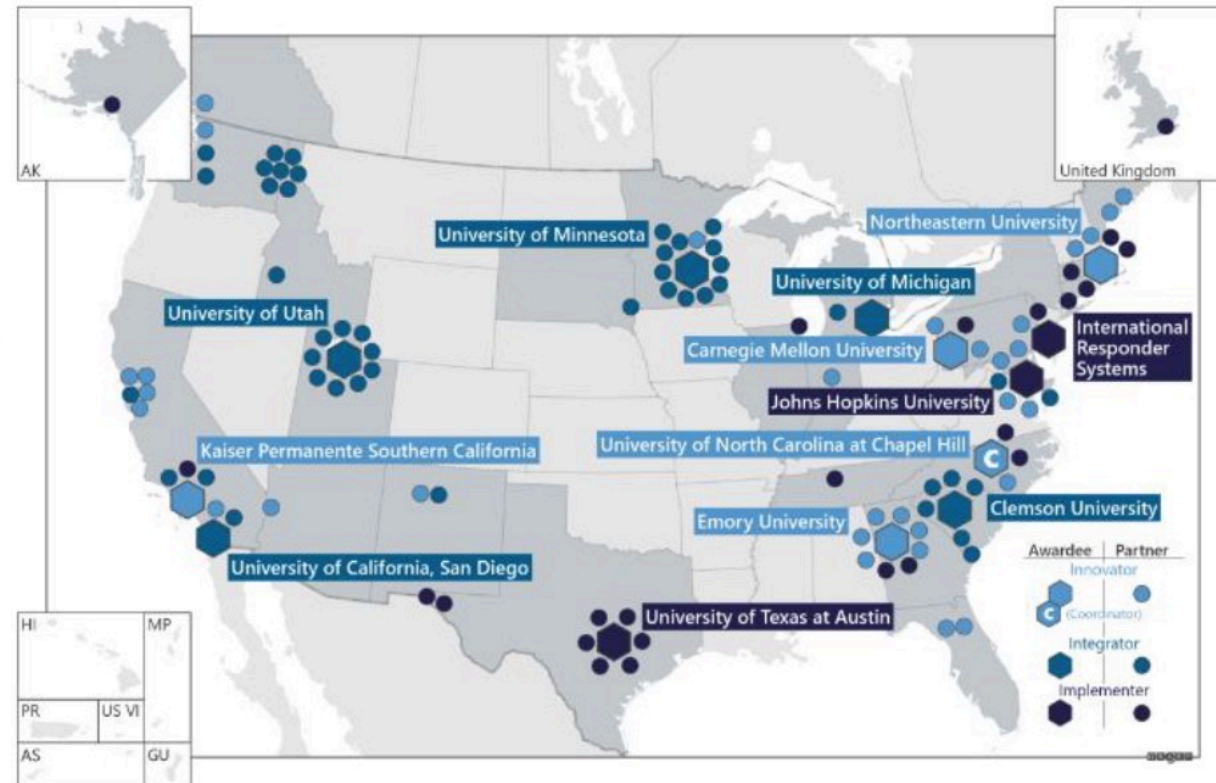 AK
United Kingdom
Northeastern University
University of Minnesota
University of Michigan
University of Utah
International
Responder
Systems
Carnegie Mellon University
Johns Hopkins University
Kaiser Permanente Southern California
University of North Carolina at Chapel Hill
C
Emory University
Clemson University
University of California, San Diego
University of Texas at Austin
Awardee
Partner
Innovator
C
(Coordinator)
Integrator
Implementer
HI
MP
PR
US VI
AS
GU